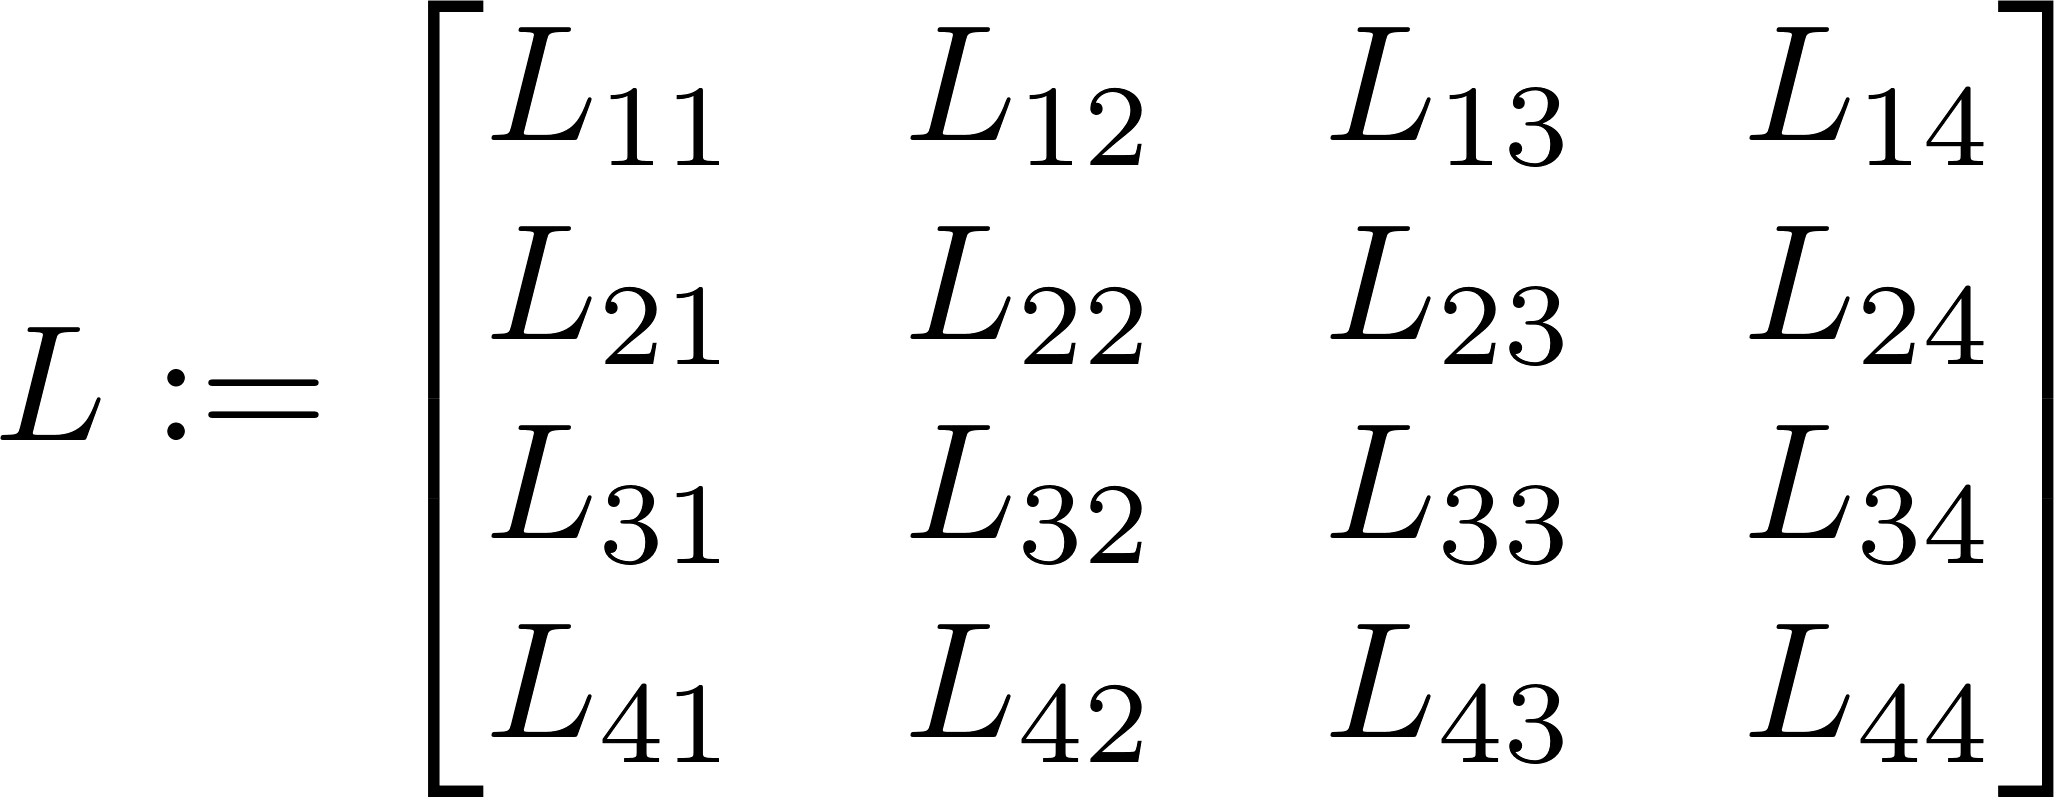 L₁₁ L₁₂ L₁₃ L₁₄
L₂₁ L₂₂ L₂₃ L₂₄
L :=
L₃₁ L₃₂ L₃₃ L₃₄
L₄₁ L₄₂ L₄₃ L₄₄